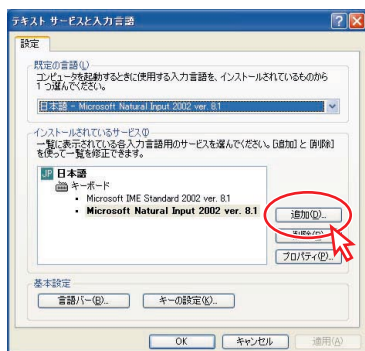 テキスト サービスと入力言語
設定
既定の言語(L)
コンピュータを起動するときに使用する入力言語を、インストールされているものから
1 つ選んでください。
日本語 - Microsoft Natural Input 2002 ver. 8.1
インストールされているサービス(I)
一覧に表示されている各入力言語用のサービスを選んでください。[追加] と [削除]
を使って一覧を修正できます。
JP 日本語
キーボード
• Microsoft IME Standard 2002 ver. 8.1
• Microsoft Natural Input 2002 ver. 8.1
追加(D)...
削除(R)
プロパティ(P)...
基本設定
言語バー(B)... キーの設定(K)...
OK キャンセル 適用(A)